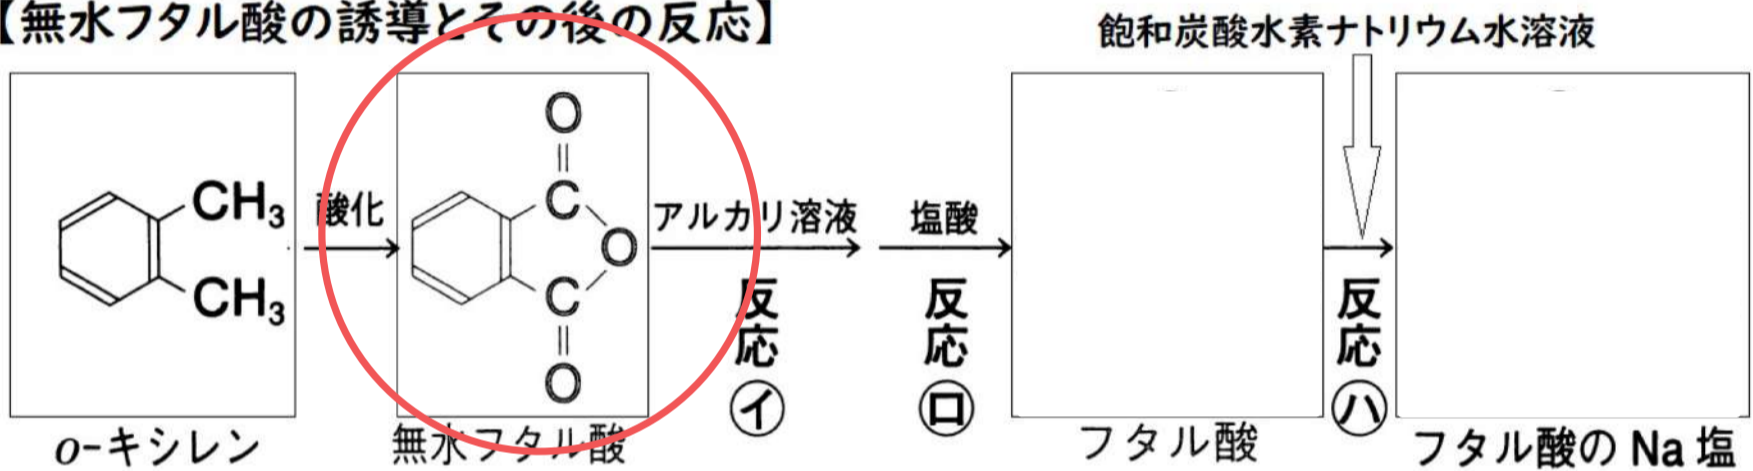 【無水フタル酸の誘導とその後の反応】
飽和炭酸水素ナトリウム水溶液
CH3
CH3
o-キシレン
酸化
O
C
O
C
O
無水フタル酸
アルカリ溶液
反応㋑
塩酸
反応㋺
フタル酸
反応㋩
フタル酸のNa塩